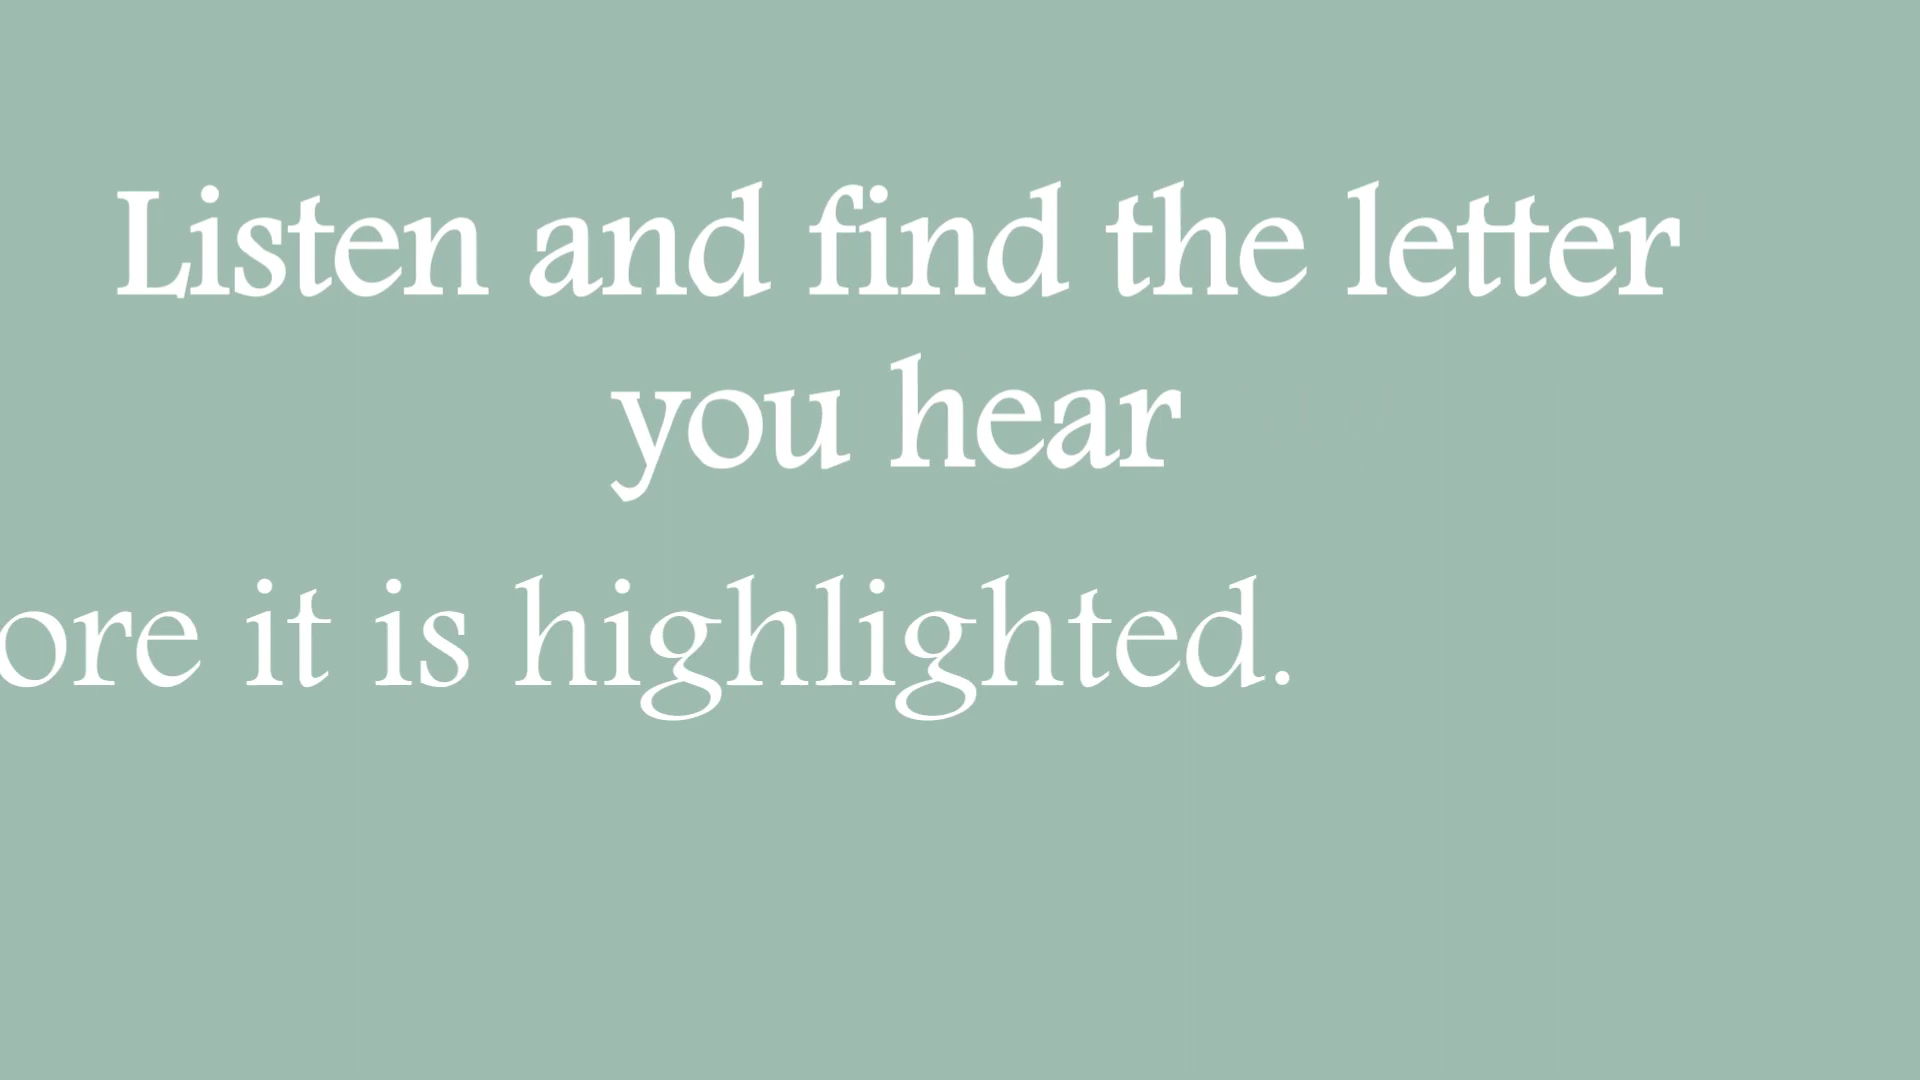 Listen and find the letter
you hear
ore it is highlighted.